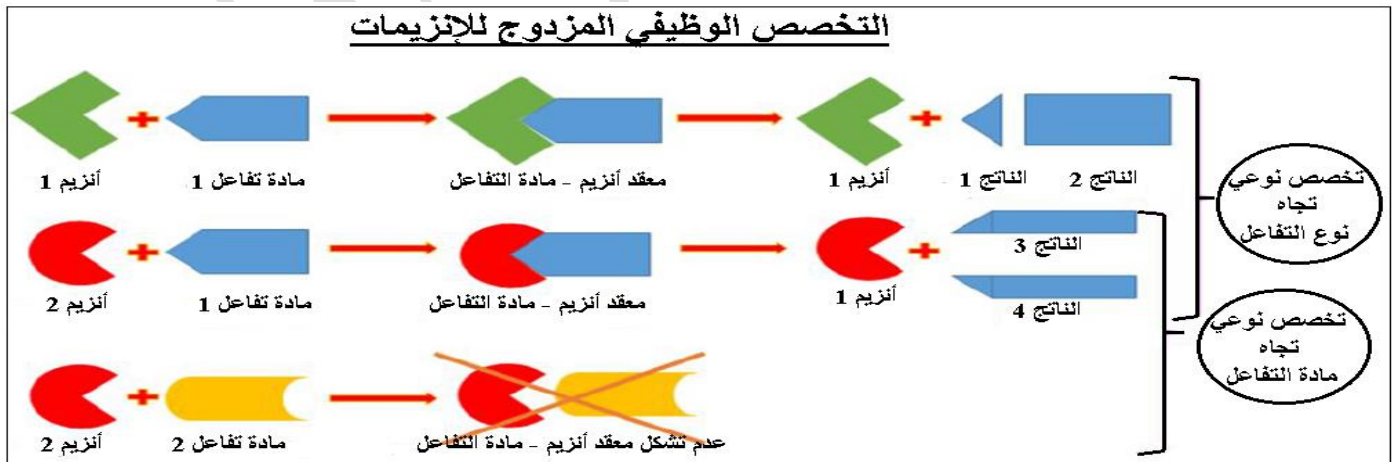 التخصص الوظيفي المزدوج للإنزيمات
أنزيم 1
مادة تفاعل 1
معقد أنزيم - مادة التفاعل
أنزيم 1
الناتج 1
الناتج 2
أنزيم 2
مادة تفاعل 1
معقد أنزيم - مادة التفاعل
أنزيم 1
الناتج 3
الناتج 4
أنزيم 2
مادة تفاعل 2
عدم تشكل معقد أنزيم - مادة التفاعل
تخصص نوعي
تجاه
نوع التفاعل
تخصص نوعي
تجاه
مادة التفاعل